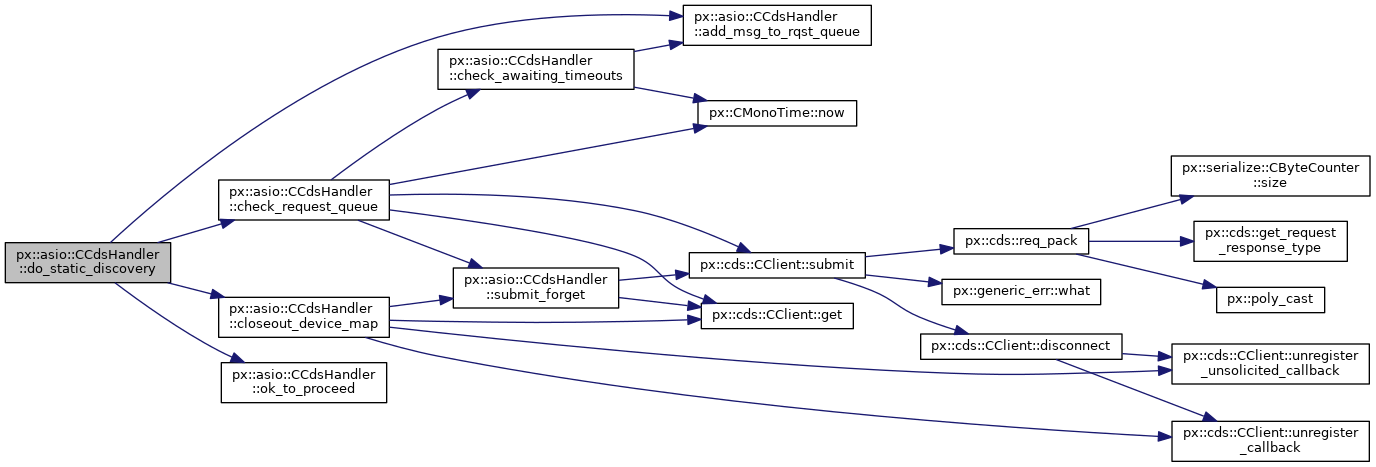 px::asio::CCdsHandler
::do_static_discovery
px::asio::CCdsHandler
::add_msg_to_rqst_queue
px::asio::CCdsHandler
::check_request_queue
px::asio::CCdsHandler
::check_awaiting_timeouts
px::CMonoTime::now
px::asio::CCdsHandler
::closeout_device_map
px::asio::CCdsHandler
::ok_to_proceed
px::asio::CCdsHandler
::submit_forget
px::cds::CClient::submit
px::cds::CClient::get
px::cds::req_pack
px::generic_err::what
px::cds::CClient::disconnect
px::serialize::CByteCounter
::size
px::cds::get_request
_response_type
px::poly_cast
px::cds::CClient::unregister
_unsolicited_callback
px::cds::CClient::unregister
_callback